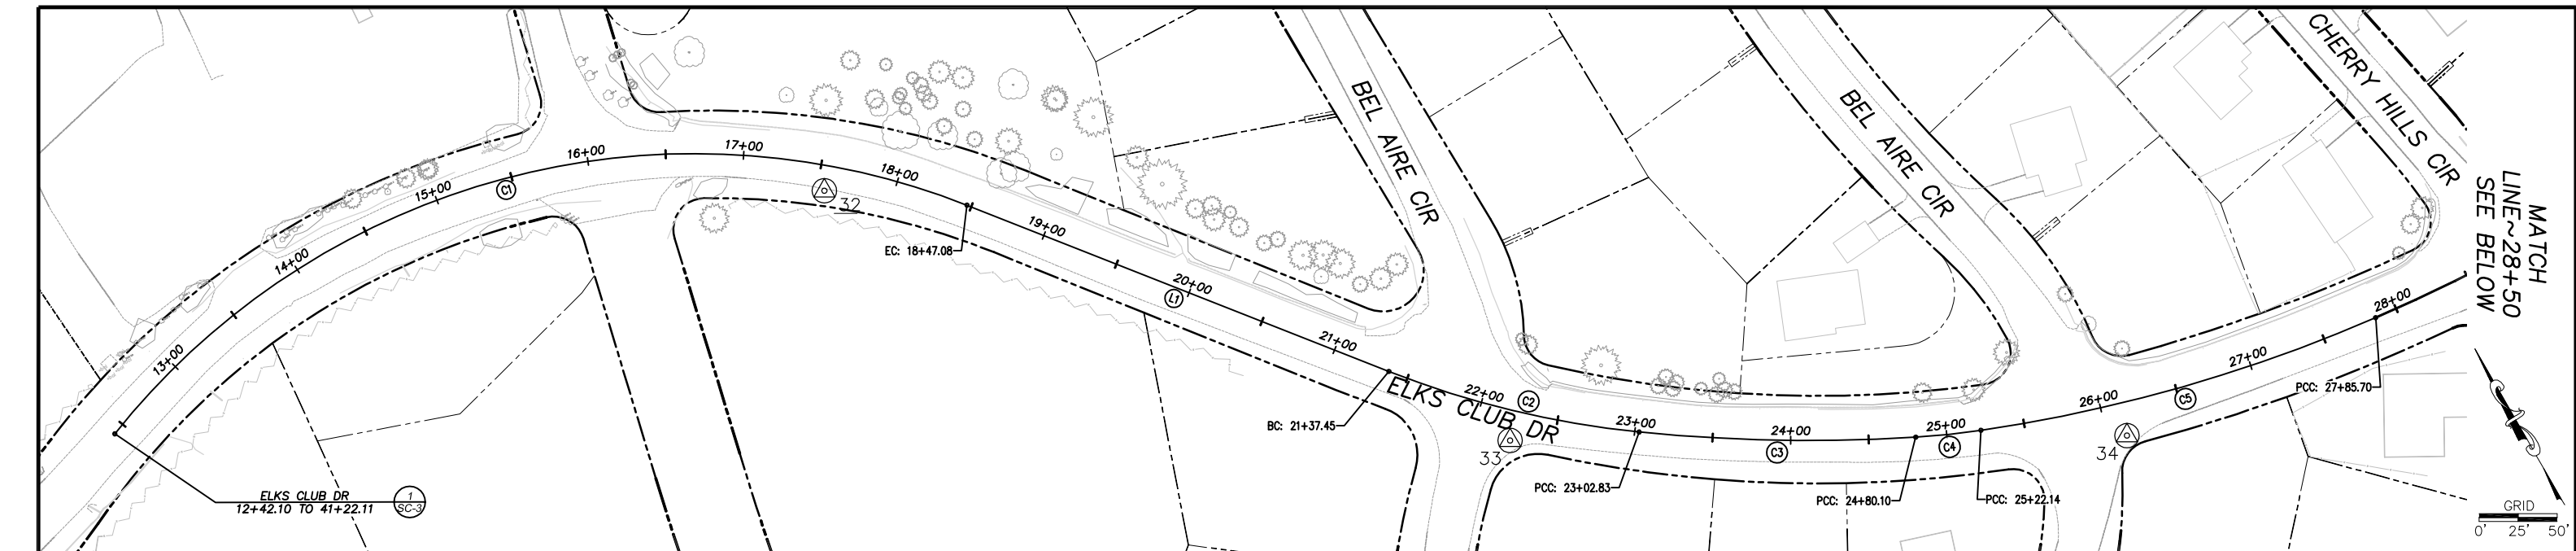 BEL AIRE CIR
BEL AIRE CIR
CHERRY HILLS CIR
MATCH
LINE~28+50
SEE BELOW
13+00
14+00
15+00
C1
16+00
17+00
18+00
32
EC: 18+47.08
19+00
20+00
L1
21+00
BC: 21+37.45
ELKS CLUB DR
22+00
C2
33
23+00
PCC: 23+02.83
24+00
C3
PCC: 24+80.10
25+00
C4
PCC: 25+22.14
26+00
34
C5
27+00
PCC: 27+85.70
28+00
ELKS CLUB DR
12+42.10 TO 41+22.11
1
SC-3
GRID
0' 25' 50'